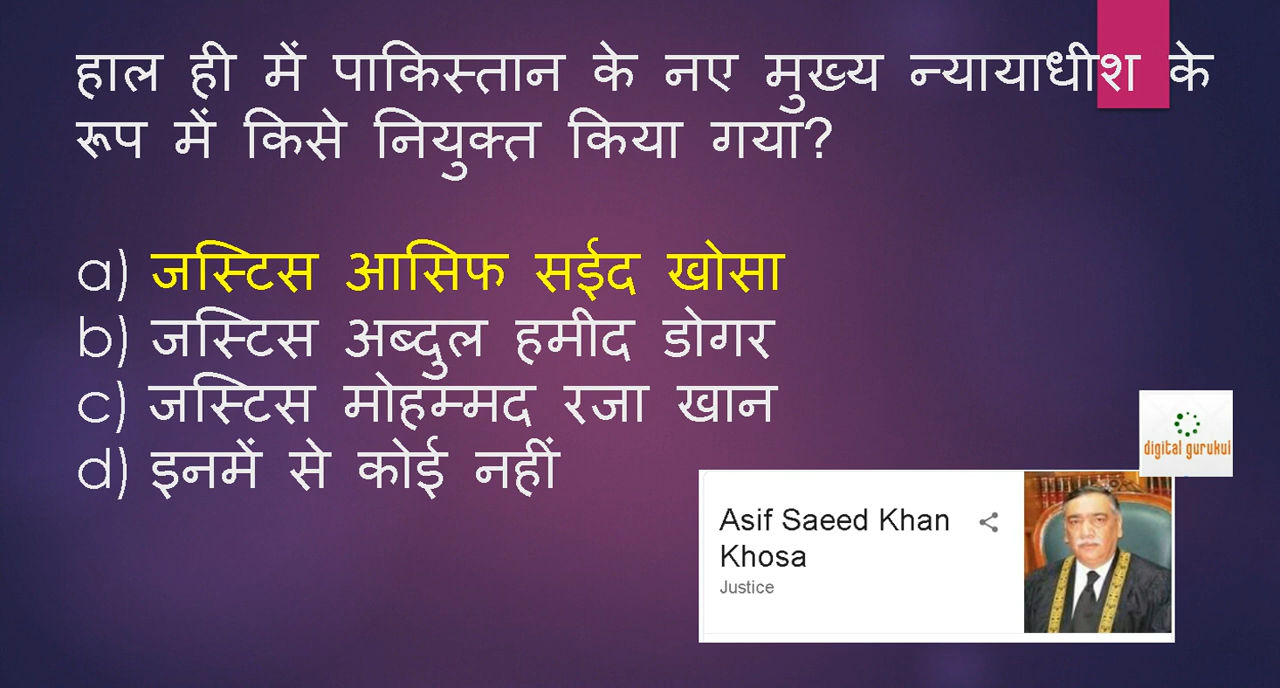 हाल ही में पाकिस्तान के नए मुख्य न्यायाधीश के
रूप में किसे नियुक्त किया गया?
a) जस्टिस आसिफ सईद खोसा
b) जस्टिस अब्दुल हमीद डोगर
c) जस्टिस मोहम्मद रजा खान
d) इनमें से कोई नहीं
digital gurukul
Asif Saeed Khan
Khosa
Justice